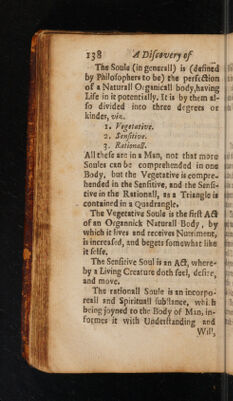 138 A Discovery of
The Soule (in generall) is (defined
by Philosophers to be) the perfection
of a Naturall Organicall body, having
Life in it potentially. It is by them al-
so divided into three degrees or
kindes, viz.
1. Vegetative.
2. Sensitive.
3. Rationall.
All these are in a Man, not that more
Soules can be comprehended in one
Body, but the Vegetative is compre-
hended in the Sensitive, and the Sensi-
tive in the Rationall, as a Triangle is
contained in a Quadrangle.
The Vegetative Soule is the first Act
of an Organnick Naturall Body, by
which it lives and receives Nutriment,
is increased, and begets somewhat like
it selfe.
The Sensitive Soul is an Act, where-
by a Living Creature doth feel, desire,
and move.
The rationall Soule is an incorpo-
reall and Spirituall substance, which
being joyned to the Body of Man, in-
formes it with Understanding and
Will,